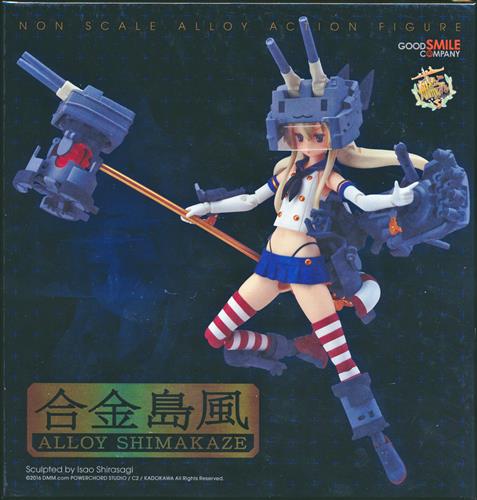 NON SCALE ALLOY ACTION FIGURE
GOOD SMILE
COMPANY
合金島風
ALLOY SHIMAKAZE
Sculpted by Isao Shirasagi
©2016 DMM.com POWERCHORD STUDIO / C2 / KADOKAWA All Rights Reserved.